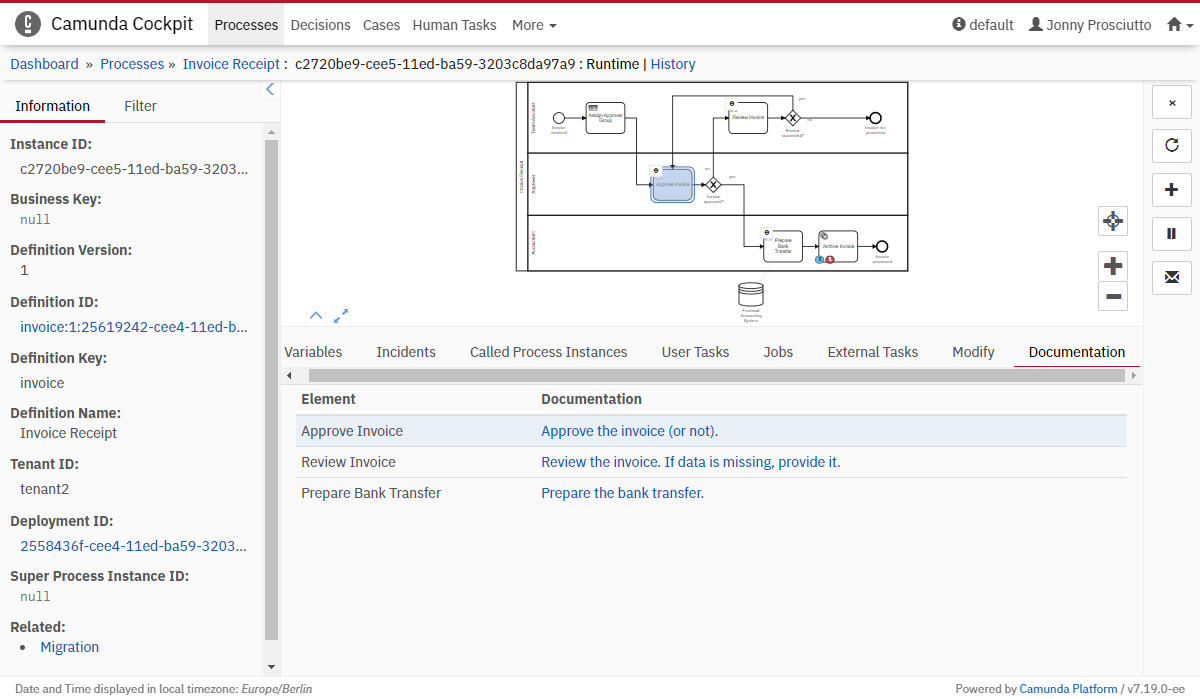 Camunda Cockpit Processes Decisions Cases Human Tasks More default Jonny Prosciutto
Dashboard » Processes » Invoice Receipt : c2720be9-cee5-11ed-ba59-3203c8da97a9 : Runtime | History
Information Filter
Instance ID:
c2720be9-cee5-11ed-ba59-3203...
Business Key:
null
Definition Version:
1
Definition ID:
invoice:1:25619242-cee4-11ed-b...
Definition Key:
invoice
Definition Name:
Invoice Receipt
Tenant ID:
tenant2
Deployment ID:
2558436f-cee4-11ed-ba59-3203...
Super Process Instance ID:
null
Related:
• Migration
Invoice Receipt
Team Assistant
Invoice received
Assign Approver Group
Review Invoice
yes
no
Review successful?
Invoice not processed
Approver
Approve Invoice
no
yes
Invoice approved?
Accountant
Prepare Bank Transfer
Archive Invoice
1 1
Invoice processed
Financial Accounting System
Variables Incidents Called Process Instances User Tasks Jobs External Tasks Modify Documentation
Element Documentation
Approve Invoice Approve the invoice (or not).
Review Invoice Review the invoice. If data is missing, provide it.
Prepare Bank Transfer Prepare the bank transfer.
Date and Time displayed in local timezone: Europe/Berlin
Powered by Camunda Platform / v7.19.0-ee